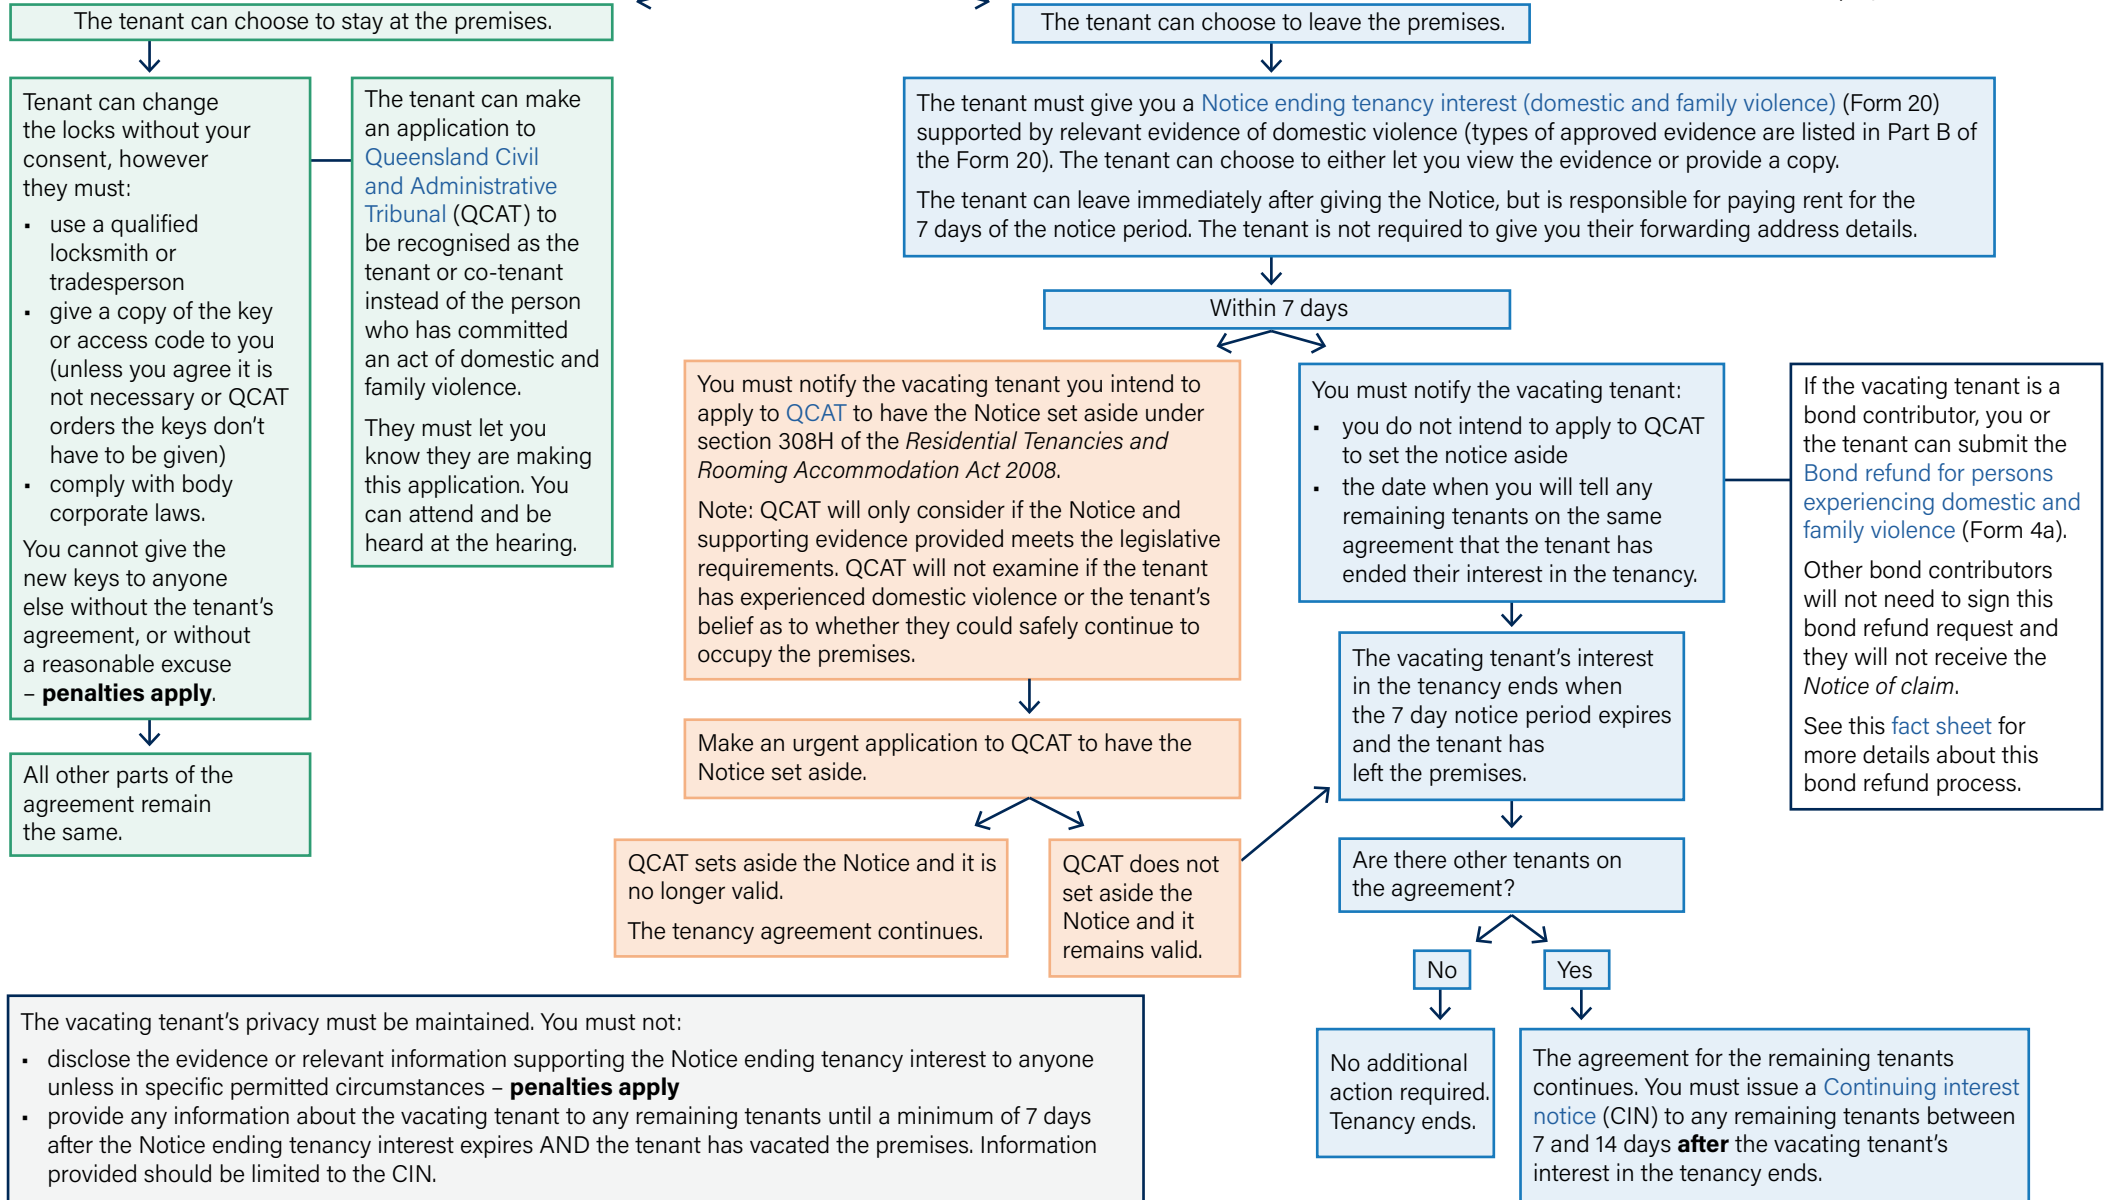 The tenant can choose to stay at the premises.
Tenant can change
the locks without your
consent, however
they must:
▪ use a qualified
locksmith or
tradesperson
▪ give a copy of the key
or access code to you
(unless you agree it is
not necessary or QCAT
orders the keys don't
have to be given)
▪ comply with body
corporate laws.
You cannot give the
new keys to anyone
else without the tenant's
agreement, or without
a reasonable excuse
– penalties apply.
All other parts of the
agreement remain
the same.
The tenant can make
an application to
Queensland Civil
and Administrative
Tribunal (QCAT) to
be recognised as the
tenant or co-tenant
instead of the person
who has committed
an act of domestic and
family violence.
They must let you
know they are making
this application. You
can attend and be
heard at the hearing.
The tenant can choose to leave the premises.
The tenant must give you a Notice ending tenancy interest (domestic and family violence) (Form 20)
supported by relevant evidence of domestic violence (types of approved evidence are listed in Part B of
the Form 20). The tenant can choose to either let you view the evidence or provide a copy.
The tenant can leave immediately after giving the Notice, but is responsible for paying rent for the
7 days of the notice period. The tenant is not required to give you their forwarding address details.
Within 7 days
You must notify the vacating tenant you intend to
apply to QCAT to have the Notice set aside under
section 308H of the Residential Tenancies and
Rooming Accommodation Act 2008.
Note: QCAT will only consider if the Notice and
supporting evidence provided meets the legislative
requirements. QCAT will not examine if the tenant
has experienced domestic violence or the tenant's
belief as to whether they could safely continue to
occupy the premises.
Make an urgent application to QCAT to have the
Notice set aside.
QCAT sets aside the Notice and it is
no longer valid.
The tenancy agreement continues.
QCAT does not
set aside the
Notice and it
remains valid.
You must notify the vacating tenant:
▪ you do not intend to apply to QCAT
to set the notice aside
▪ the date when you will tell any
remaining tenants on the same
agreement that the tenant has
ended their interest in the tenancy.
If the vacating tenant is a
bond contributor, you or
the tenant can submit the
Bond refund for persons
experiencing domestic and
family violence (Form 4a).
Other bond contributors
will not need to sign this
bond refund request and
they will not receive the
Notice of claim.
See this fact sheet for
more details about this
bond refund process.
The vacating tenant's interest
in the tenancy ends when
the 7 day notice period expires
and the tenant has
left the premises.
Are there other tenants on
the agreement?
No
Yes
No additional
action required.
Tenancy ends.
The agreement for the remaining tenants
continues. You must issue a Continuing interest
notice (CIN) to any remaining tenants between
7 and 14 days after the vacating tenant's
interest in the tenancy ends.
The vacating tenant's privacy must be maintained. You must not:
▪ disclose the evidence or relevant information supporting the Notice ending tenancy interest to anyone
unless in specific permitted circumstances – penalties apply
▪ provide any information about the vacating tenant to any remaining tenants until a minimum of 7 days
after the Notice ending tenancy interest expires AND the tenant has vacated the premises. Information
provided should be limited to the CIN.